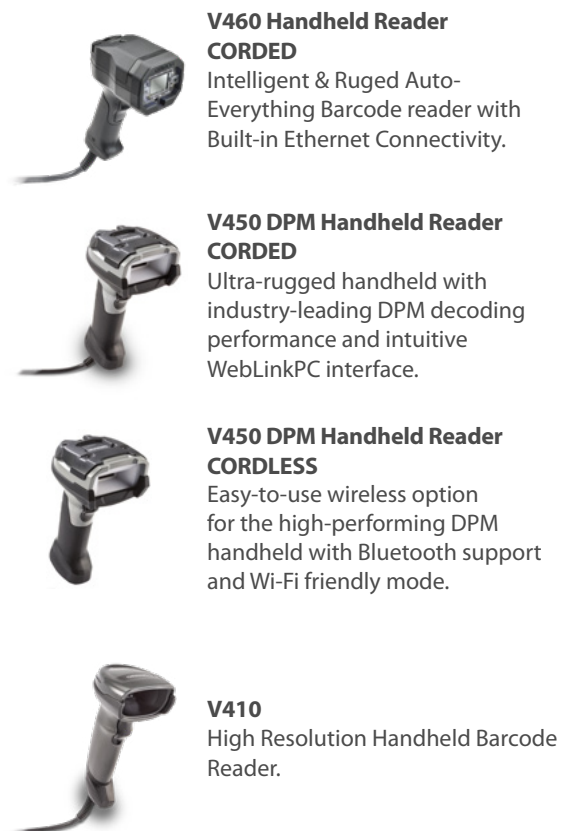 V460 Handheld Reader
CORDED
Intelligent & Ruged Auto-
Everything Barcode reader with
Built-in Ethernet Connectivity.
V450 DPM Handheld Reader
CORDED
Ultra-rugged handheld with
industry-leading DPM decoding
performance and intuitive
WebLinkPC interface.
V450 DPM Handheld Reader
CORDLESS
Easy-to-use wireless option
for the high-performing DPM
handheld with Bluetooth support
and Wi-Fi friendly mode.
V410
High Resolution Handheld Barcode
Reader.